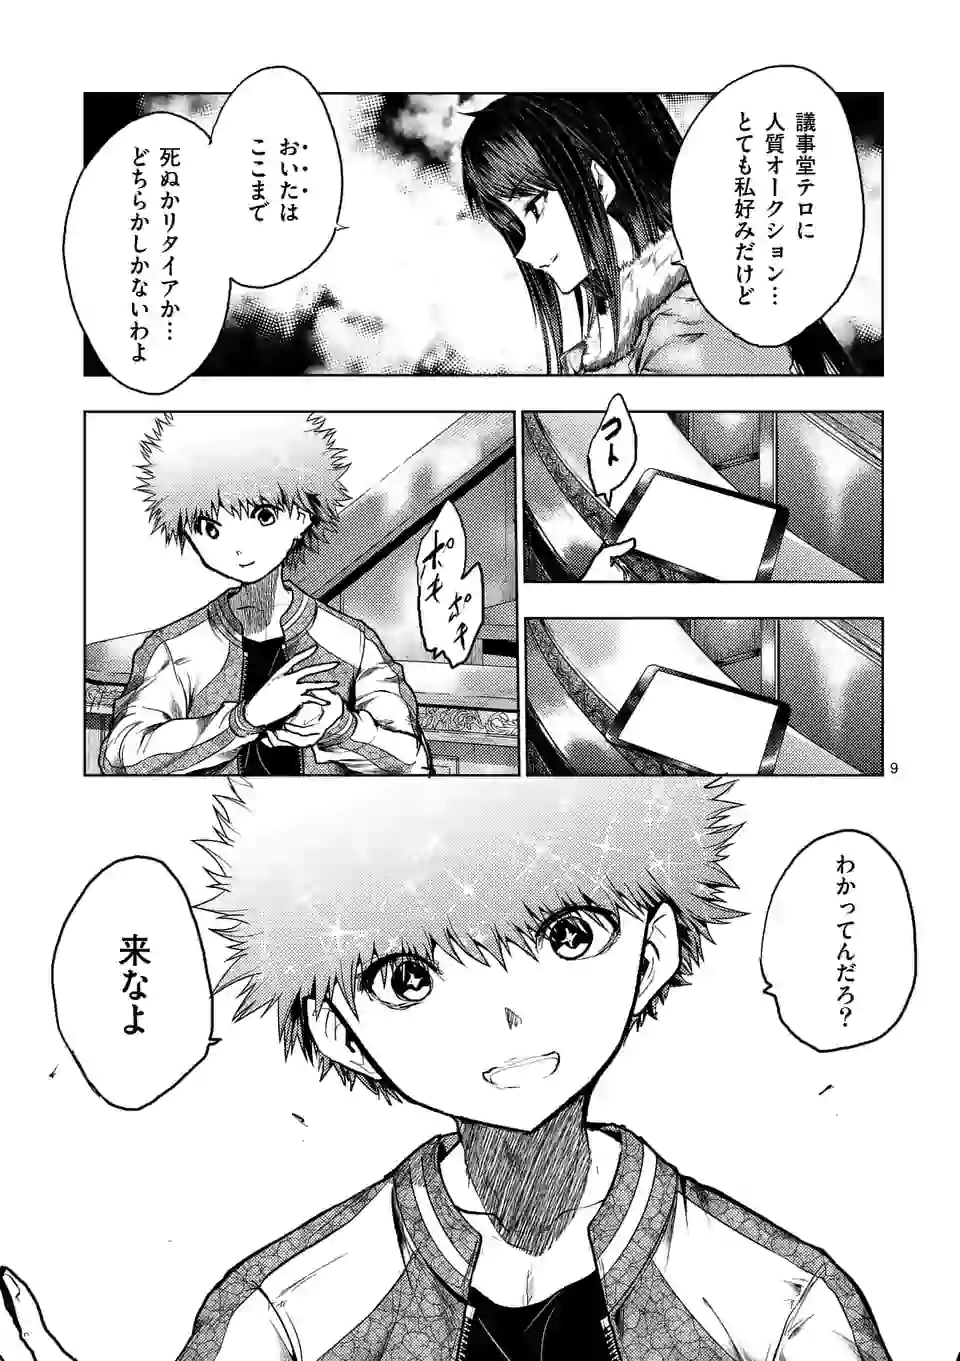 議事堂テロに
人質オークション…
とても私好みだけど
おいたは
ここまで
死ぬかリタイアか…
どちらかしかないわよ
コト
ポキ
ポキ
9
わかってんだろ？
来なよ